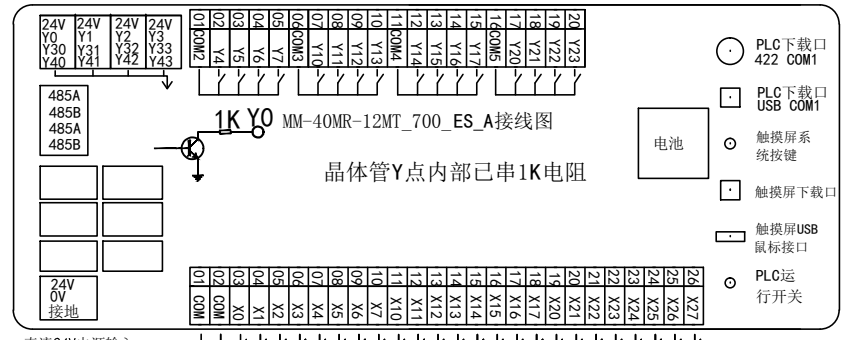 24V 24V 24V 24V
Y0 Y1 Y2 Y3
Y30 Y31 Y32 Y33
Y40 Y41 Y42 Y43
01 02 03 04 05 06 07 08 09 10 11 12 13 14 15 16 17 18 19 20
COM2 Y4 Y5 Y6 Y7 COM3 Y10 Y11 Y12 Y13 COM4 Y14 Y15 Y16 Y17 COM5 Y20 Y21 Y22 Y23
PLC下载口
422 COM1
PLC下载口
USB COM1
485A
485B
485A
485B
1K Y0 MM-40MR-12MT_700_ES_A接线图
电池
触摸屏系
统按键
晶体管Y点内部已串1K电阻
触摸屏下载口
触摸屏USB
鼠标接口
PLC运
行开关
24V
0V
接地
01 02 03 04 05 06 07 08 09 10 11 12 13 14 15 16 17 18 19 20 21 22 23 24 25 26
COM COM X0 X1 X2 X3 X4 X5 X6 X7 X10 X11 X12 X13 X14 X15 X16 X17 X20 X21 X22 X23 X24 X25 X26 X27